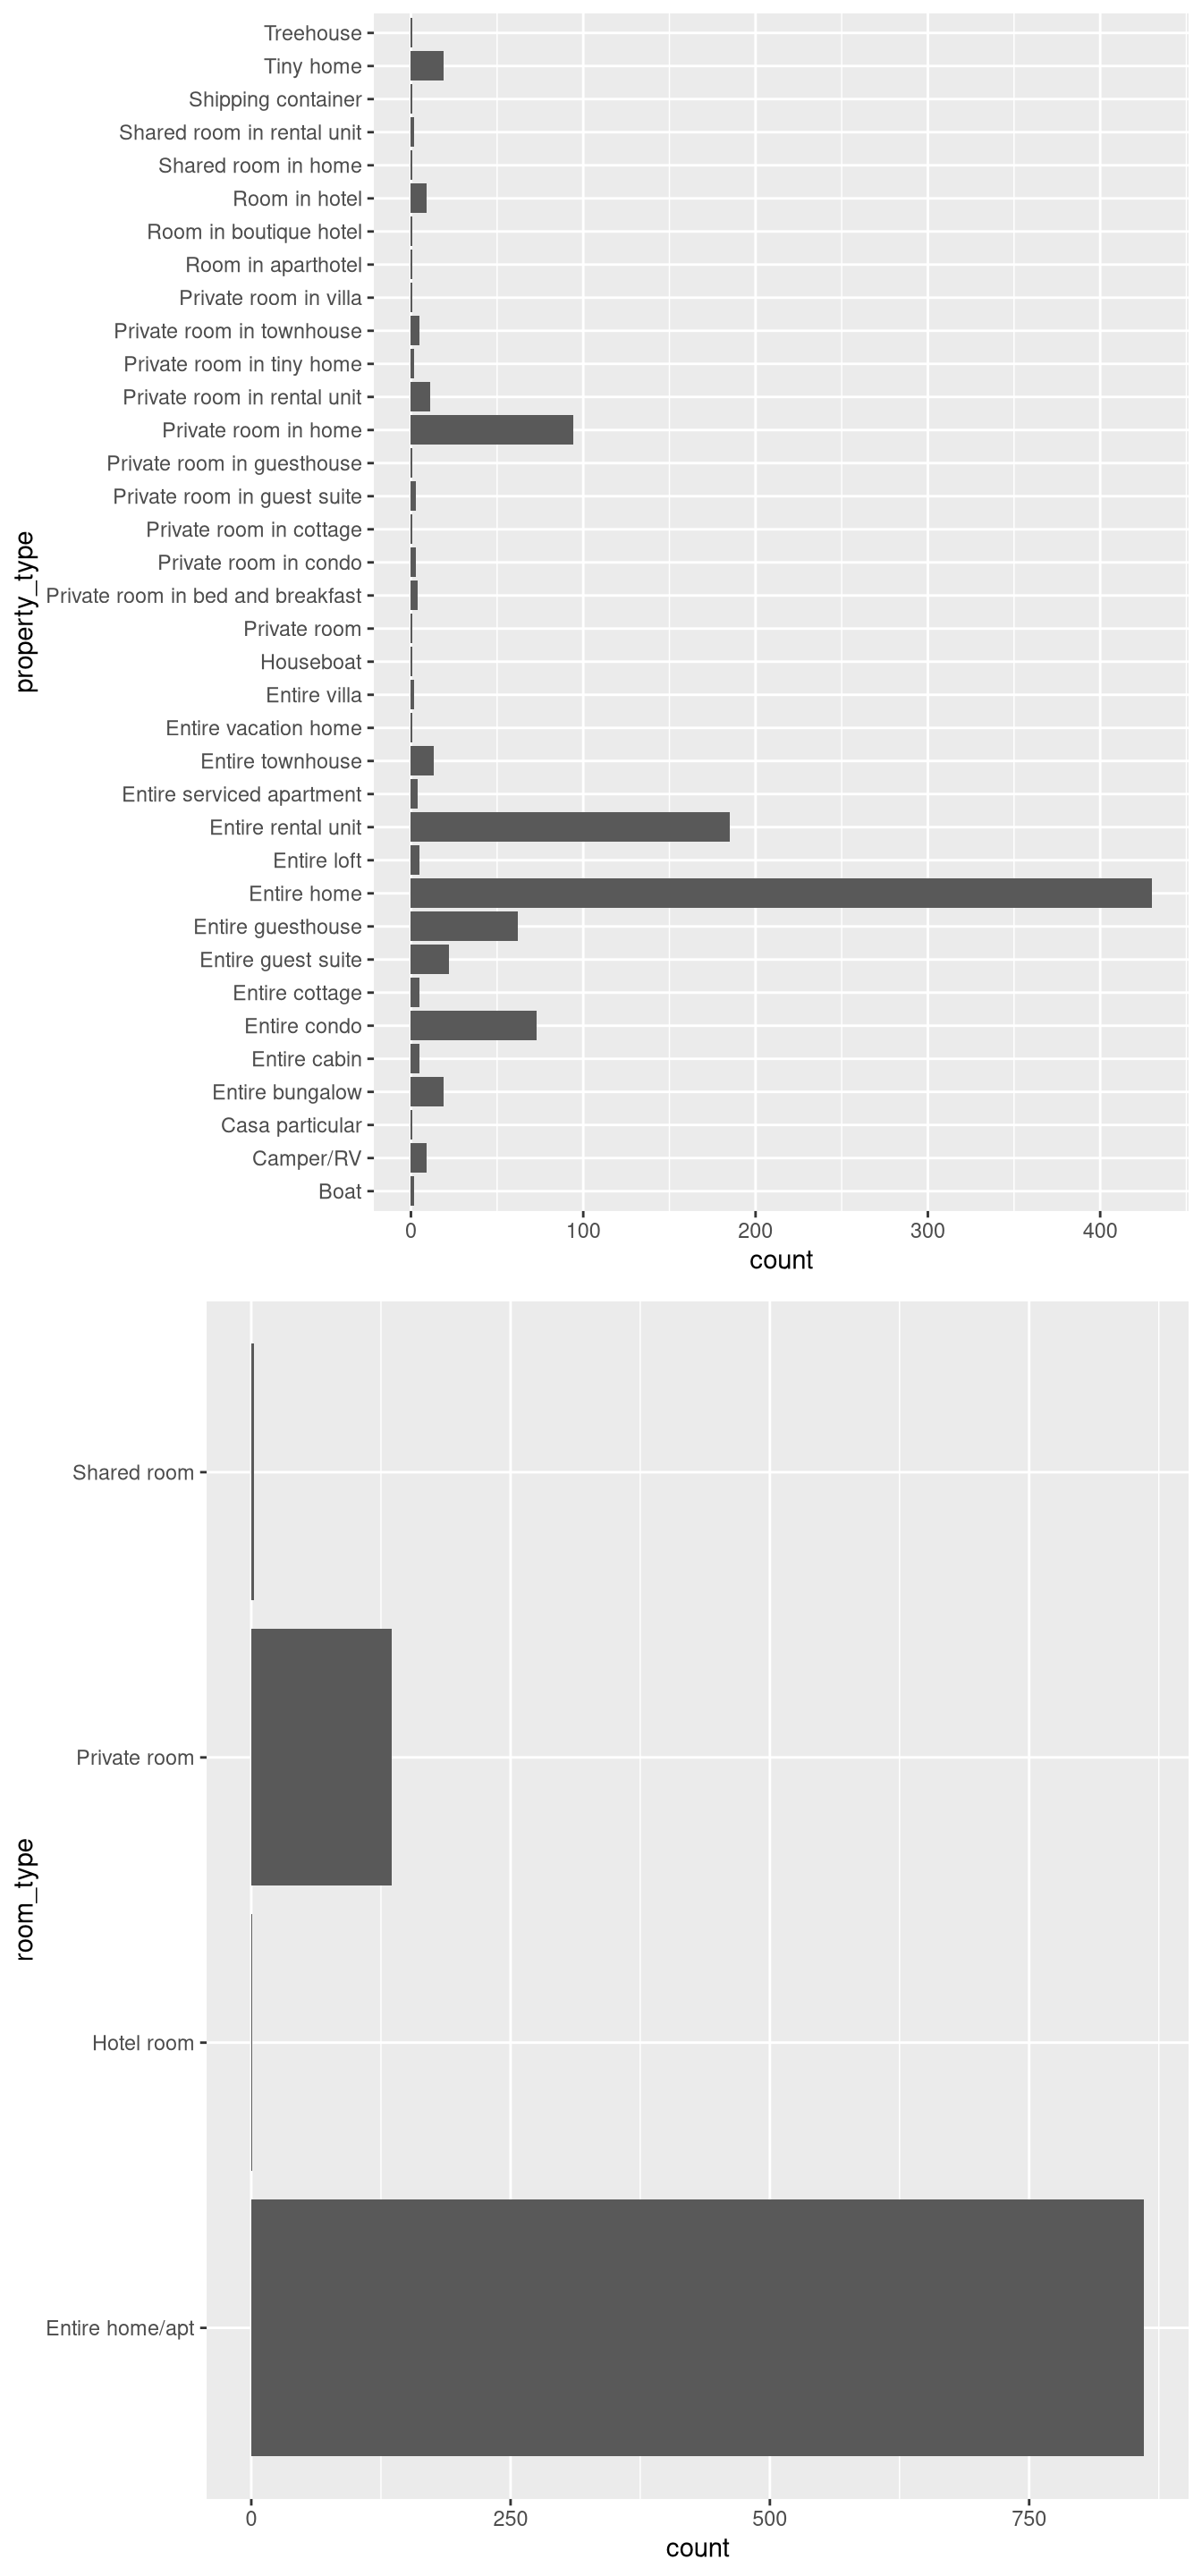 property_type
Treehouse
Tiny home
Shipping container
Shared room in rental unit
Shared room in home
Room in hotel
Room in boutique hotel
Room in aparthotel
Private room in villa
Private room in townhouse
Private room in tiny home
Private room in rental unit
Private room in home
Private room in guesthouse
Private room in guest suite
Private room in cottage
Private room in condo
Private room in bed and breakfast
Private room
Houseboat
Entire villa
Entire vacation home
Entire townhouse
Entire serviced apartment
Entire rental unit
Entire loft
Entire home
Entire guesthouse
Entire guest suite
Entire cottage
Entire condo
Entire cabin
Entire bungalow
Casa particular
Camper/RV
Boat
0 100 200 300 400
count
room_type
Shared room
Private room
Hotel room
Entire home/apt
0 250 500 750
count